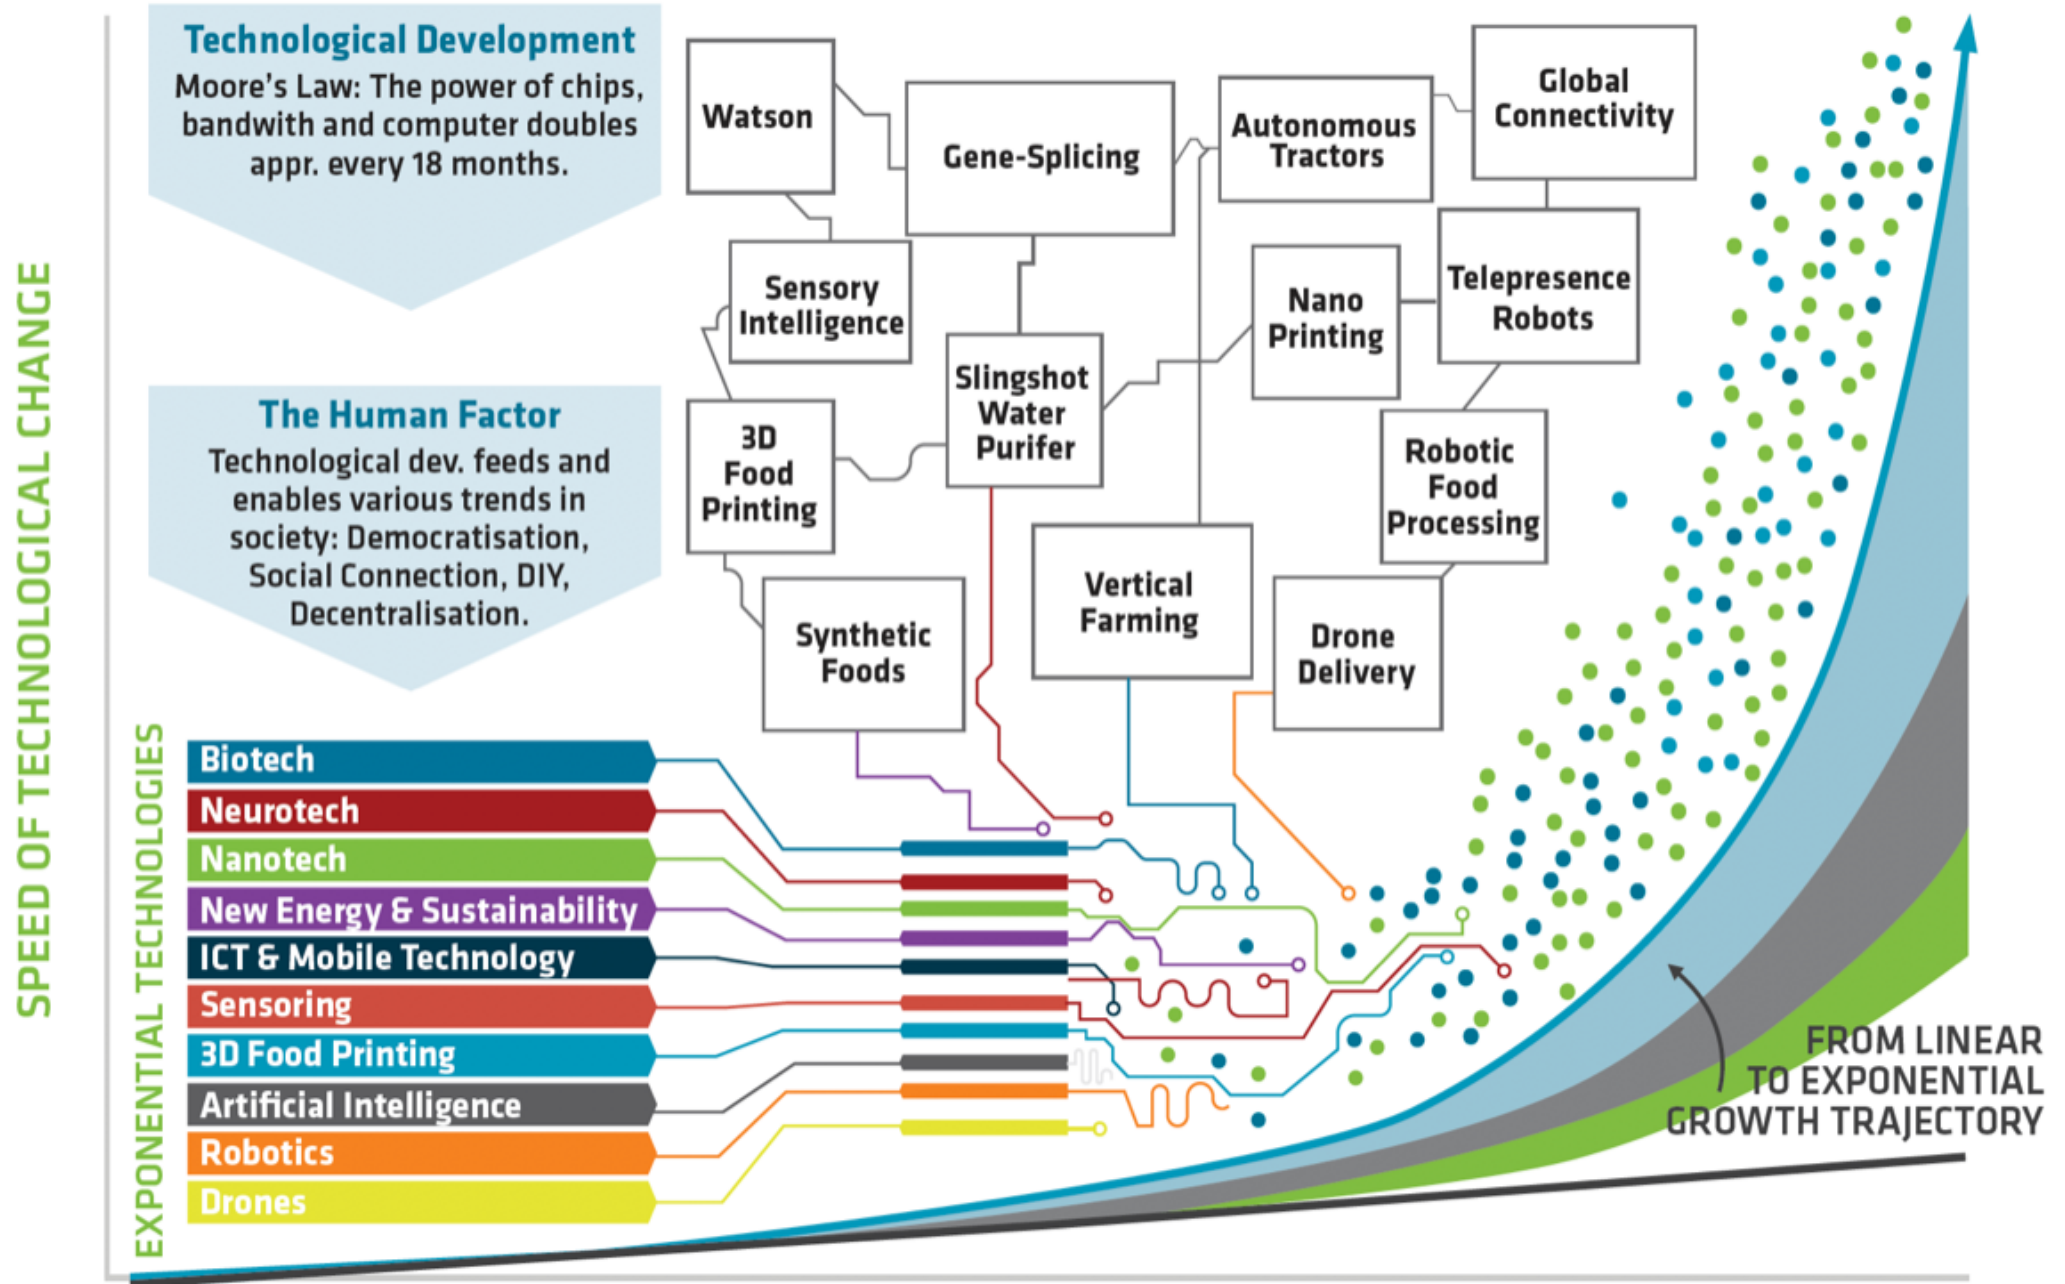 SPEED OF TECHNOLOGICAL CHANGE
Technological Development
Moore's Law: The power of chips,
bandwith and computer doubles
appr. every 18 months.
The Human Factor
Technological dev. feeds and
enables various trends in
society: Democratisation,
Social Connection, DIY,
Decentralisation.
Watson
Gene-Splicing
Autonomous
Tractors
Global
Connectivity
Sensory
Intelligence
Nano
Printing
Telepresence
Robots
Slingshot
Water
Purifer
3D
Food
Printing
Robotic
Food
Processing
Synthetic
Foods
Vertical
Farming
Drone
Delivery
EXPONENTIAL TECHNOLOGIES
Biotech
Neurotech
Nanotech
New Energy & Sustainability
ICT & Mobile Technology
Sensoring
3D Food Printing
Artificial Intelligence
Robotics
Drones
FROM LINEAR
TO EXPONENTIAL
GROWTH TRAJECTORY